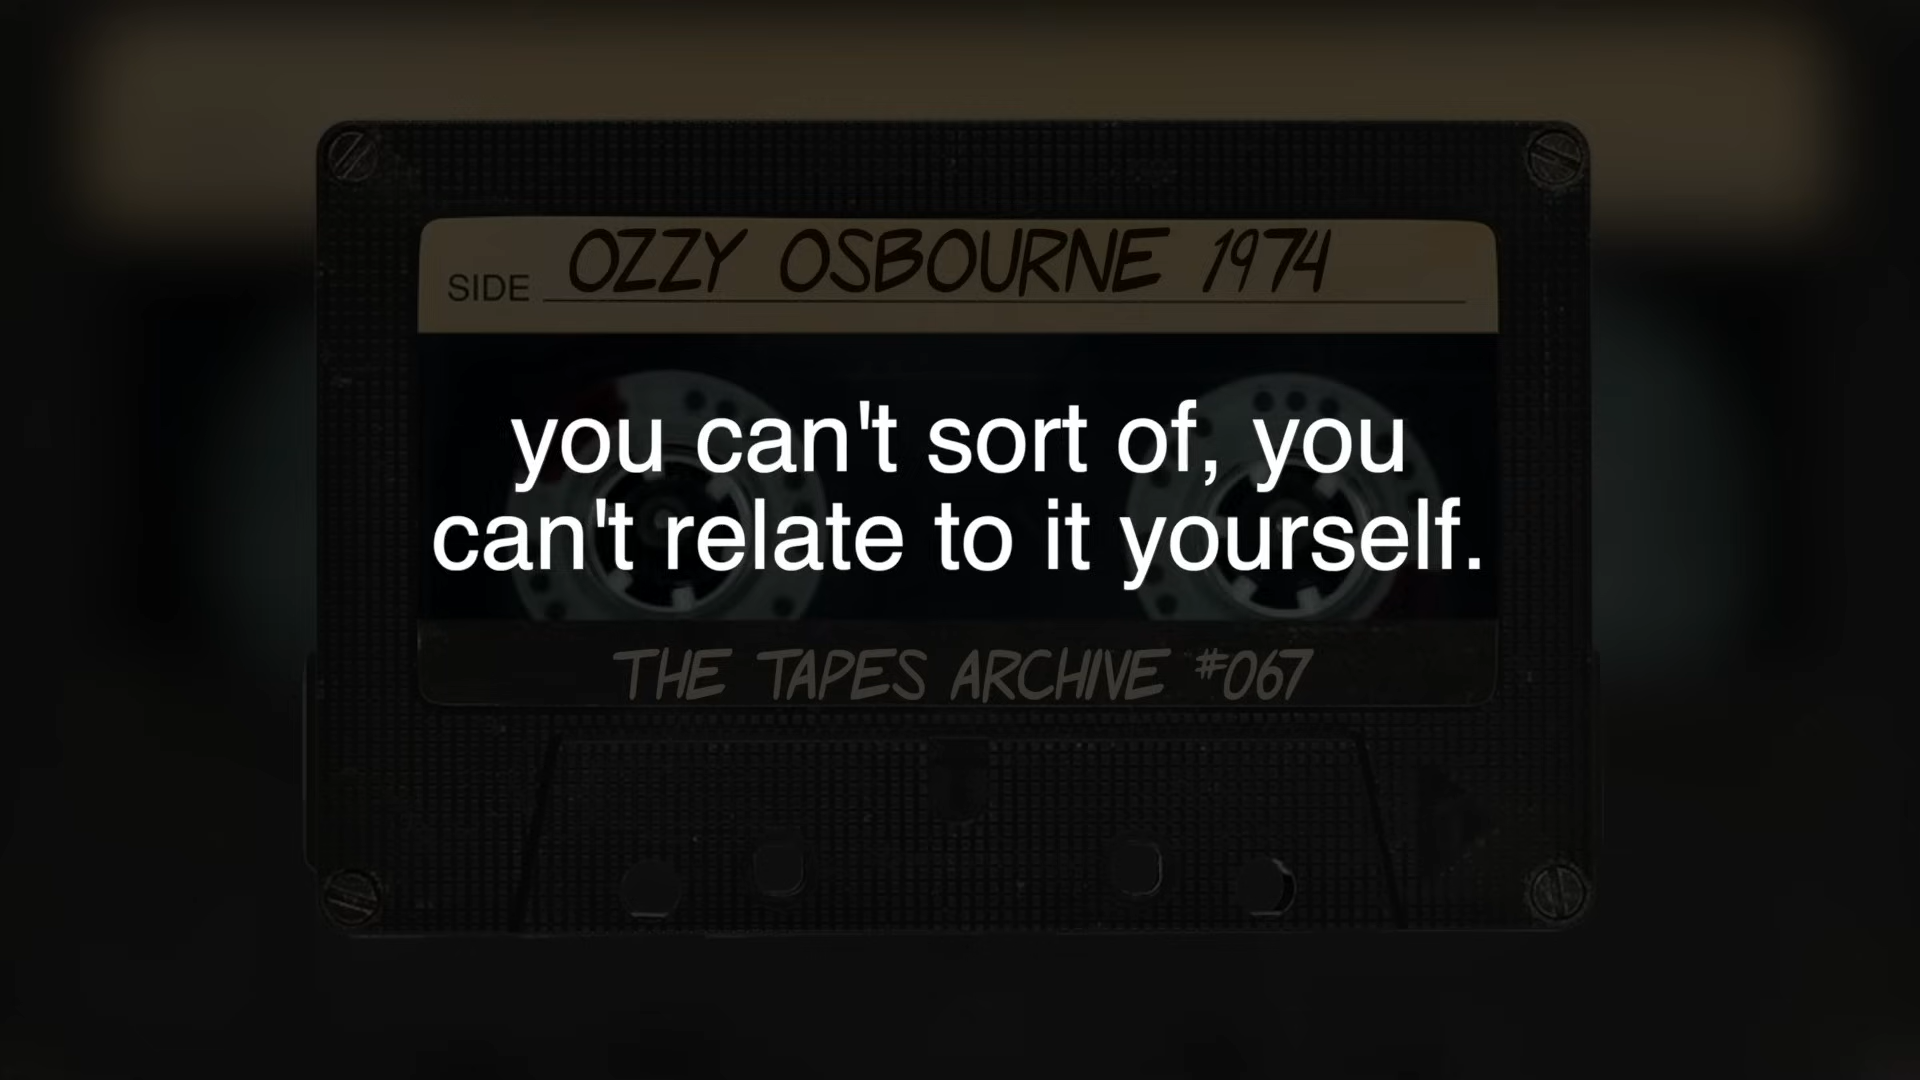 SIDE OZZY OSBOURNE 1974
you can't sort of, you
can't relate to it yourself.
THE TAPES ARCHIVE #067